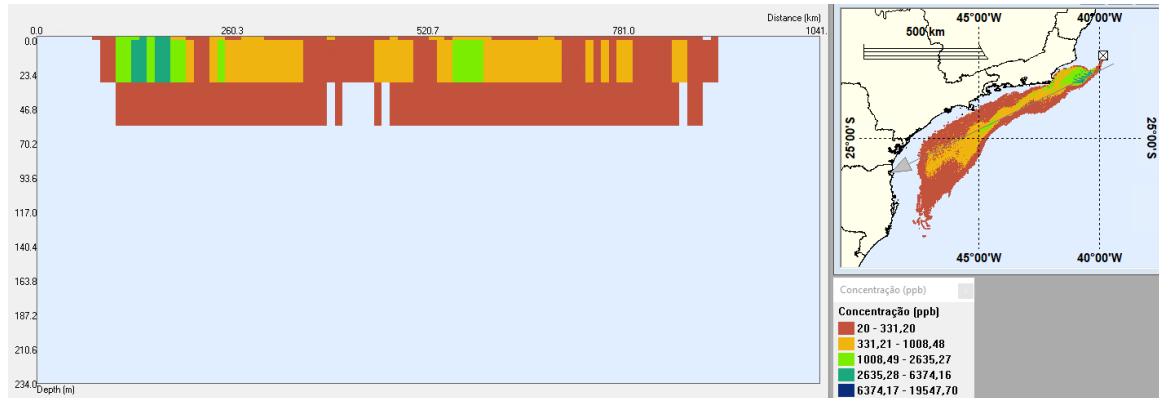 Distance (km)
0.0 260.3 520.7 781.0 1041.
0.0
23.4
46.8
70.2
93.6
117.0
140.4
163.8
187.2
210.6
234.0
Depth (m)
45°00'W 40°00'W
500 km
25°00'S 25°00'S
45°00'W 40°00'W
Concentração (ppb)
Concentração (ppb)
20 - 331,20
331,21 - 1008,48
1008,49 - 2635,27
2635,28 - 6374,16
6374,17 - 19547,70